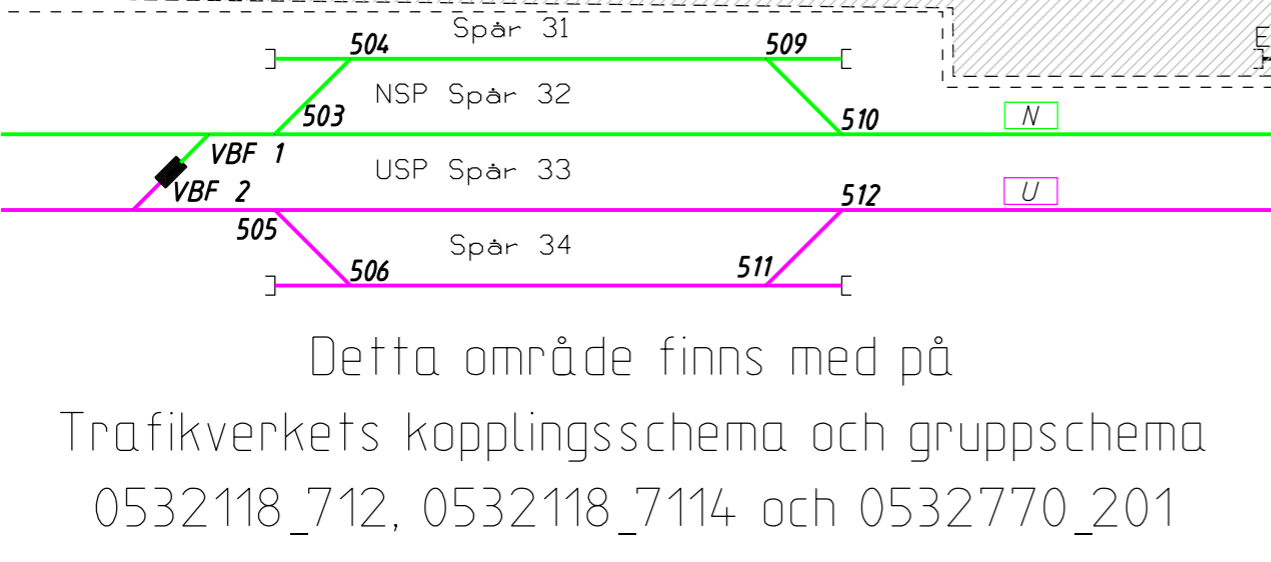 Spår 31
504
509
E
NSP Spår 32
503
510
N
VBF 1
USP Spår 33
VBF 2
512
U
505
Spår 34
506
511
Detta område finns med på
Trafikverkets kopplingsschema och gruppschema
0532118_712, 0532118_7114 och 0532770_201